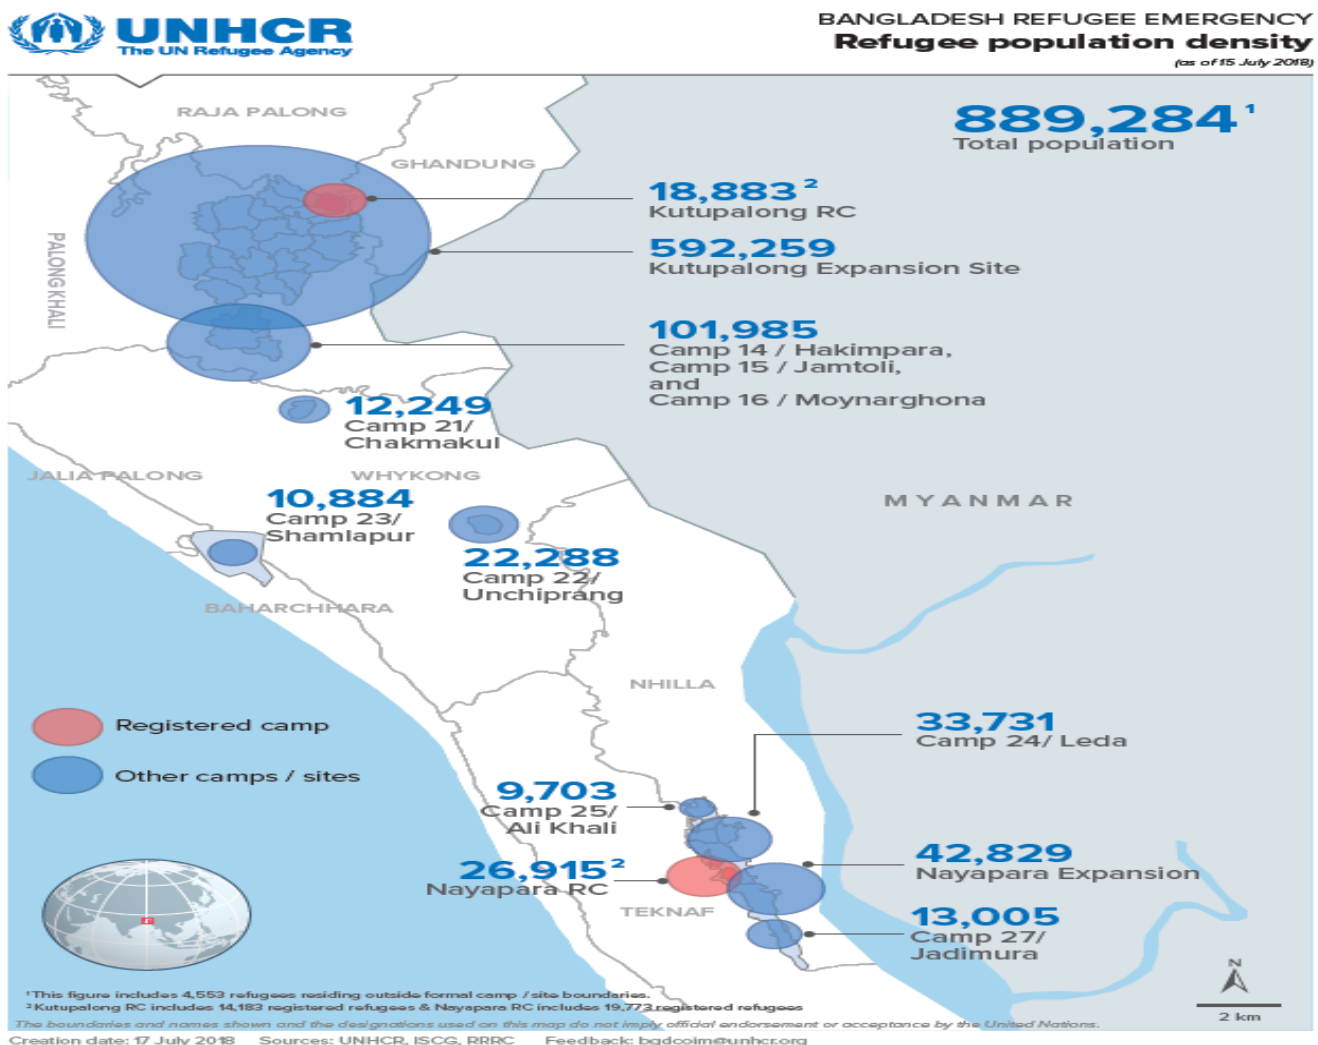 UNHCR
The UN Refugee Agency
BANGLADESH REFUGEE EMERGENCY
Refugee population density
(as of 15 July 2018)
889,284¹
Total population
RAJA PALONG
GHANDUNG
PALONG KHALI
18,883²
Kutupalong RC
592,259
Kutupalong Expansion Site
101,985
Camp 14 / Hakimpara,
Camp 15 / Jamtoli,
and
Camp 16 / Moynarghona
12,249
Camp 21/
Chakmakul
JALIA PALONG
WHYKONG
10,884
Camp 23/
Shamlapur
22,288
Camp 22/
Unchiprang
MYANMAR
BAHARCHHARA
NHILLA
Registered camp
Other camps / sites
33,731
Camp 24/ Leda
9,703
Camp 25/
Ali Khali
26,915²
Nayapara RC
42,829
Nayapara Expansion
TEKNAF
13,005
Camp 27/
Jadimura
N
2 km
¹This figure includes 4,553 refugees residing outside formal camp / site boundaries.
²Kutupalong RC includes 14,183 registered refugees & Nayapara RC includes 19,773 registered refugees
The boundaries and names shown and the designations used on this map do not imply official endorsement or acceptance by the United Nations.
Creation date: 17 July 2018 Sources: UNHCR, ISCG, RRRC Feedback: bgdcoim@unhcr.org